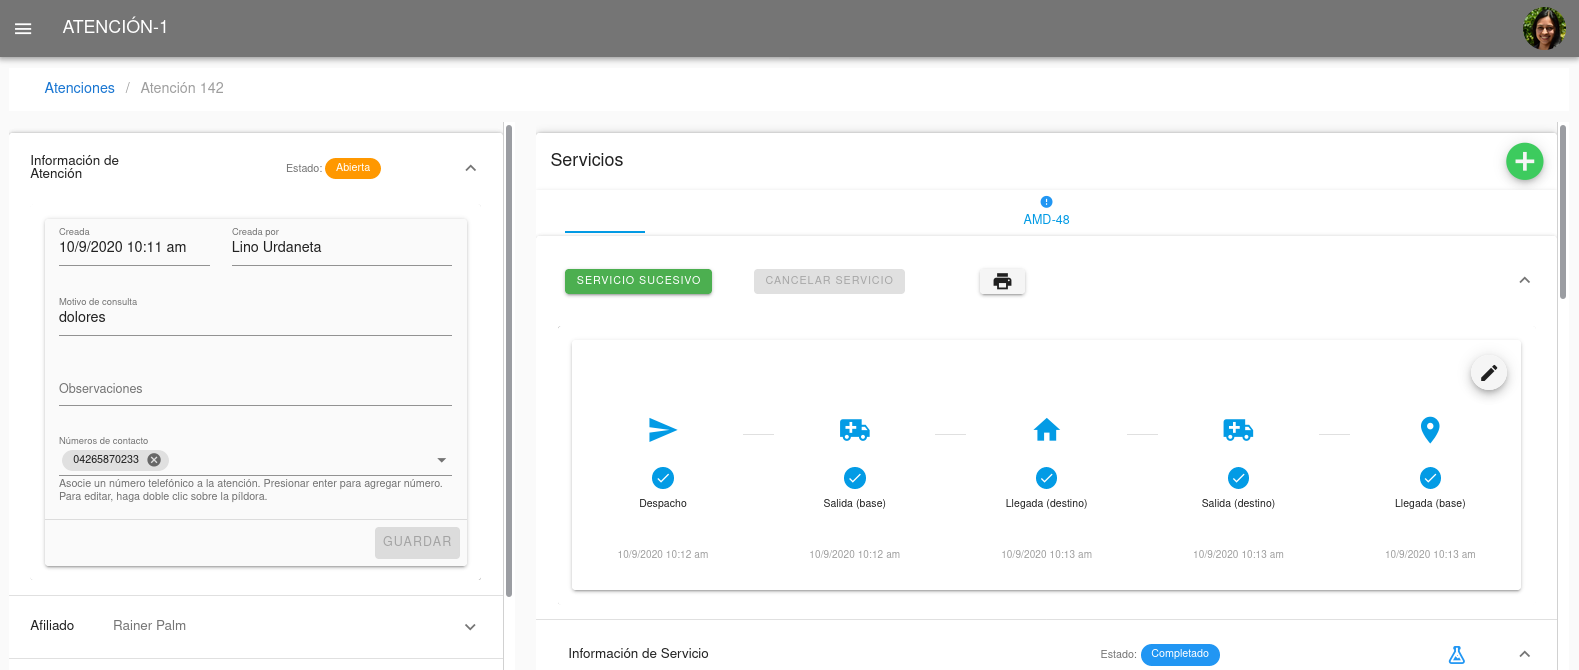 ATENCIÓN-1
Atenciones / Atención 142
Información de
Atención
Estado: Abierta
Creada
10/9/2020 10:11 am
Creada por
Lino Urdaneta
Motivo de consulta
dolores
Observaciones
Números de contacto
04265870233
Asocie un número telefónico a la atención. Presionar enter para agregar número.
Para editar, haga doble clic sobre la píldora.
GUARDAR
Afiliado Rainer Palm
Servicios
AMD-48
SERVICIO SUCESIVO CANCELAR SERVICIO
Despacho Salida (base) Llegada (destino) Salida (destino) Llegada (base)
10/9/2020 10:12 am 10/9/2020 10:12 am 10/9/2020 10:13 am 10/9/2020 10:13 am 10/9/2020 10:13 am
Información de Servicio Estado: Completado